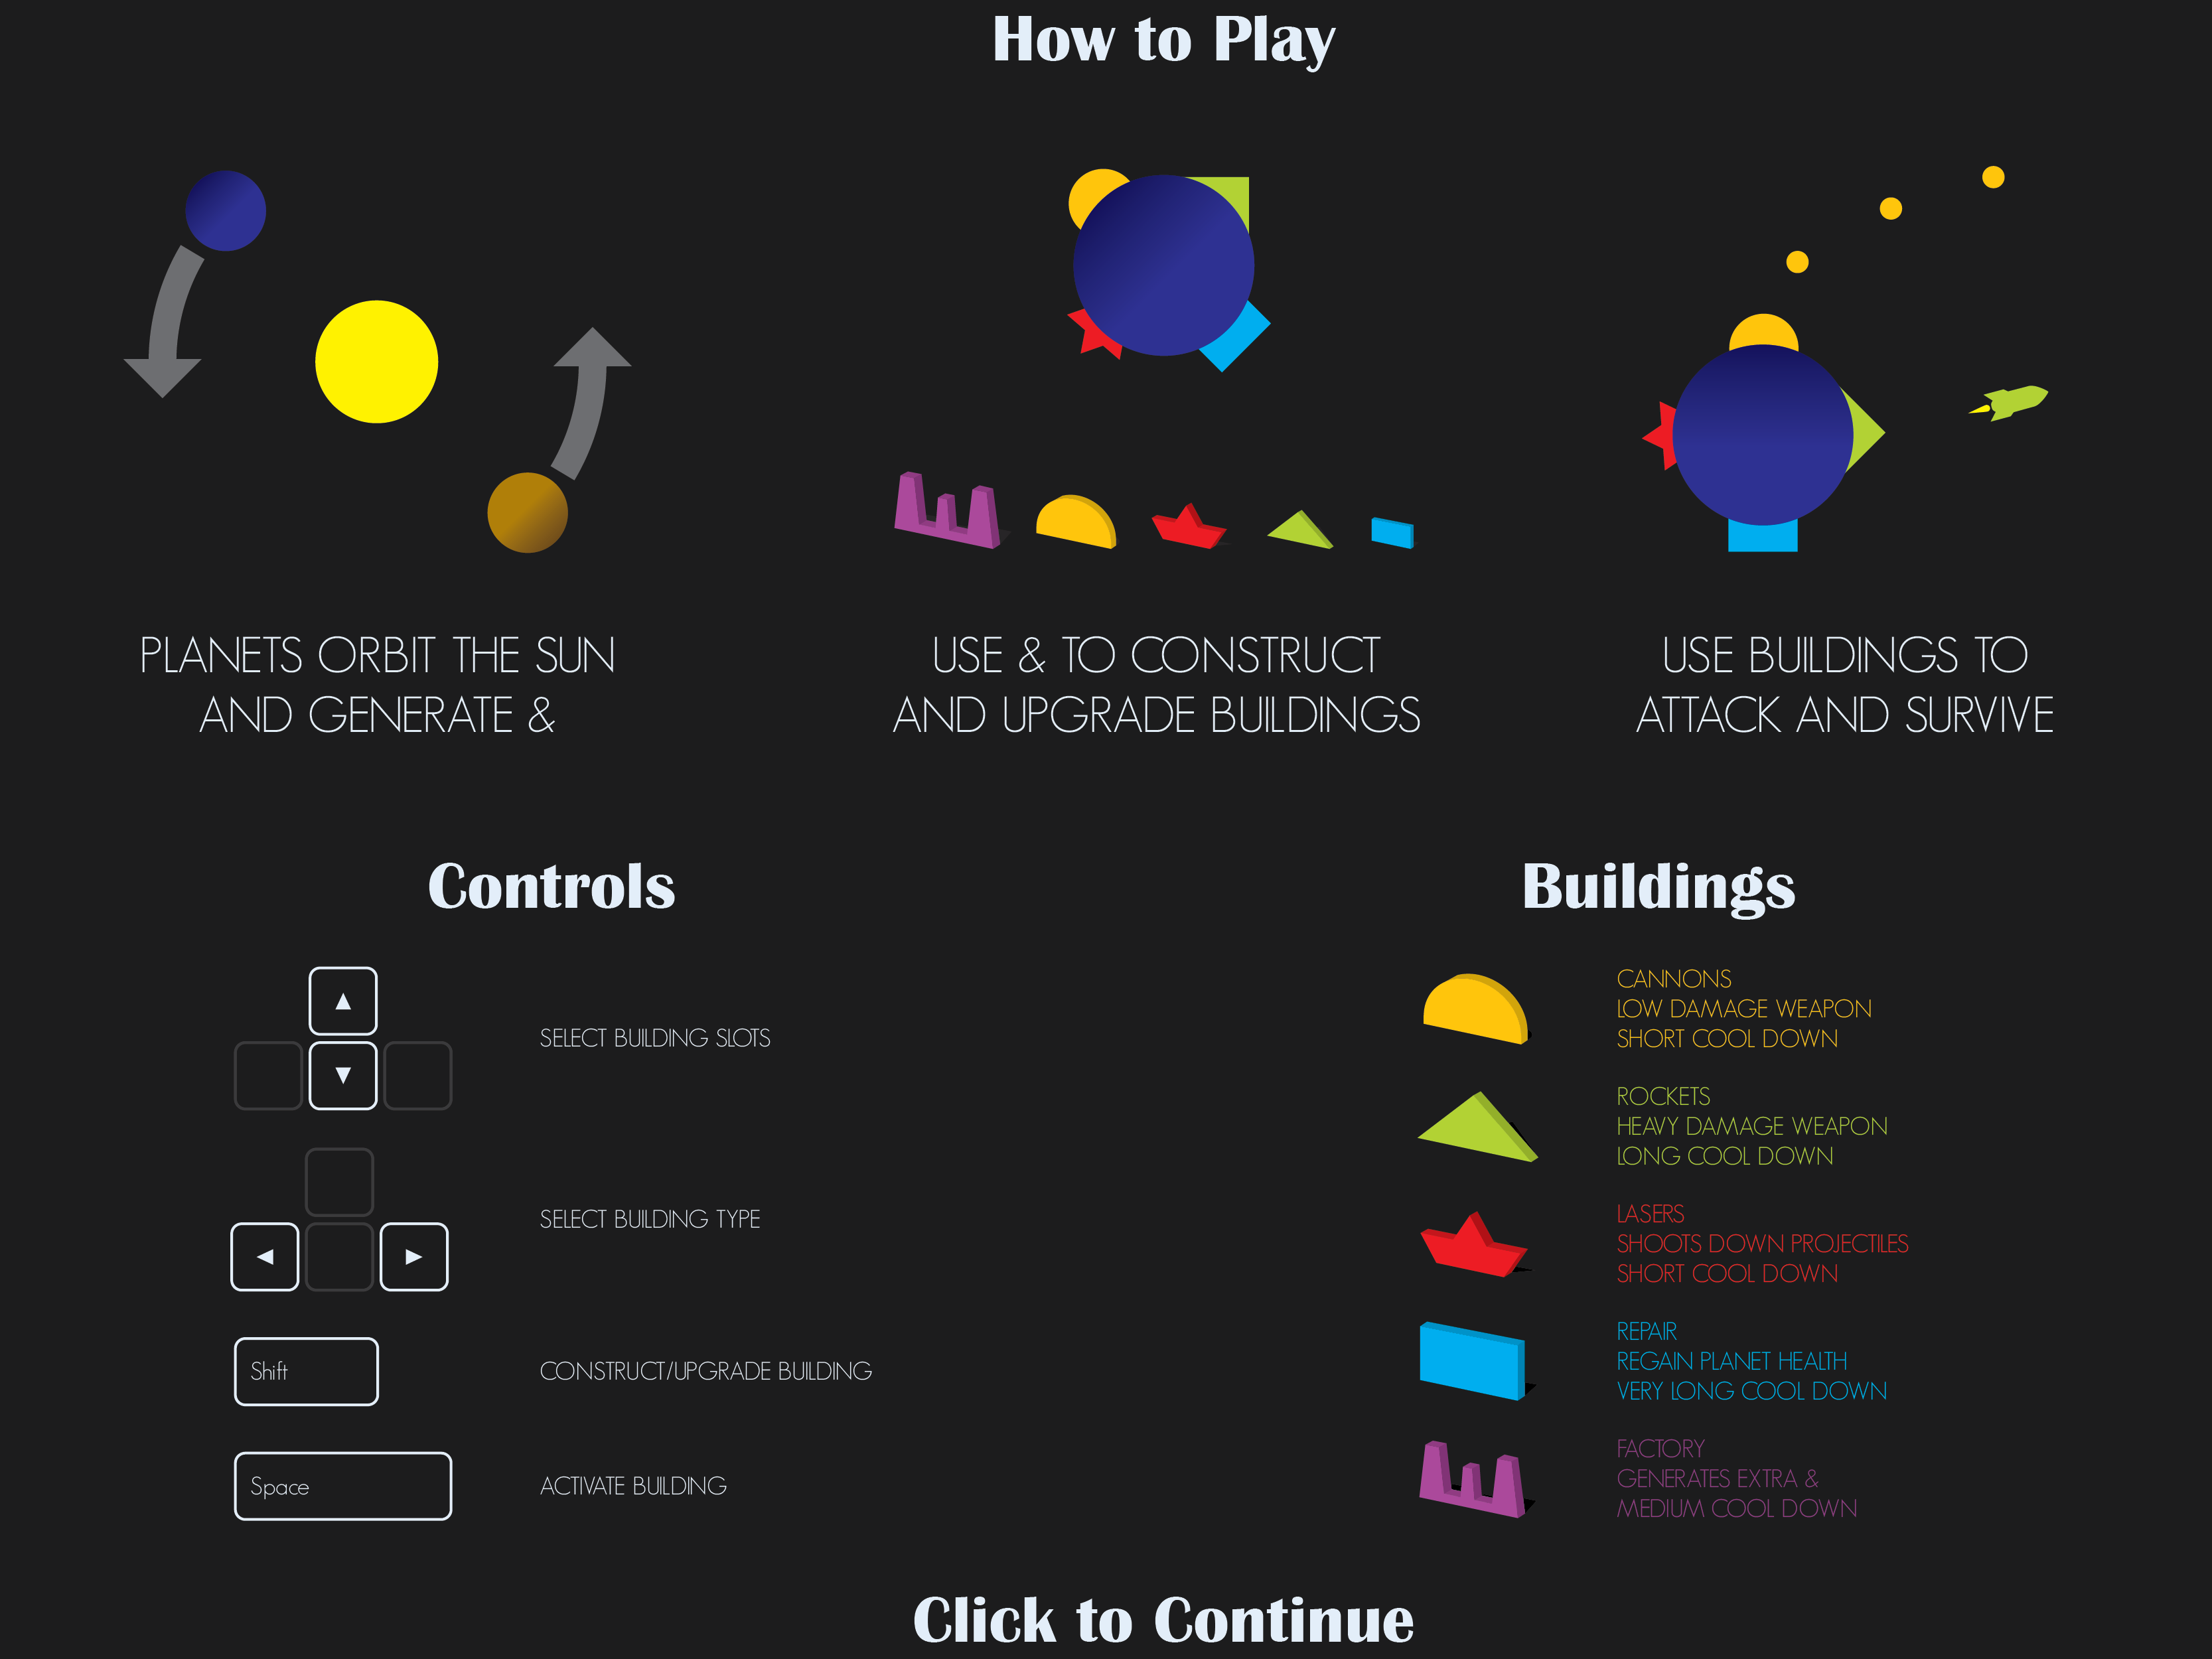 How to Play
PLANETS ORBIT THE SUN
AND GENERATE &
USE & TO CONSTRUCT
AND UPGRADE BUILDINGS
USE BUILDINGS TO
ATTACK AND SURVIVE
Controls
SELECT BUILDING SLOTS
SELECT BUILDING TYPE
Shift
CONSTRUCT/UPGRADE BUILDING
Space
ACTIVATE BUILDING
Buildings
CANNONS
LOW DAMAGE WEAPON
SHORT COOL DOWN
ROCKETS
HEAVY DAMAGE WEAPON
LONG COOL DOWN
LASERS
SHOOTS DOWN PROJECTILES
SHORT COOL DOWN
REPAIR
REGAIN PLANET HEALTH
VERY LONG COOL DOWN
FACTORY
GENERATES EXTRA &
MEDIUM COOL DOWN
Click to Continue